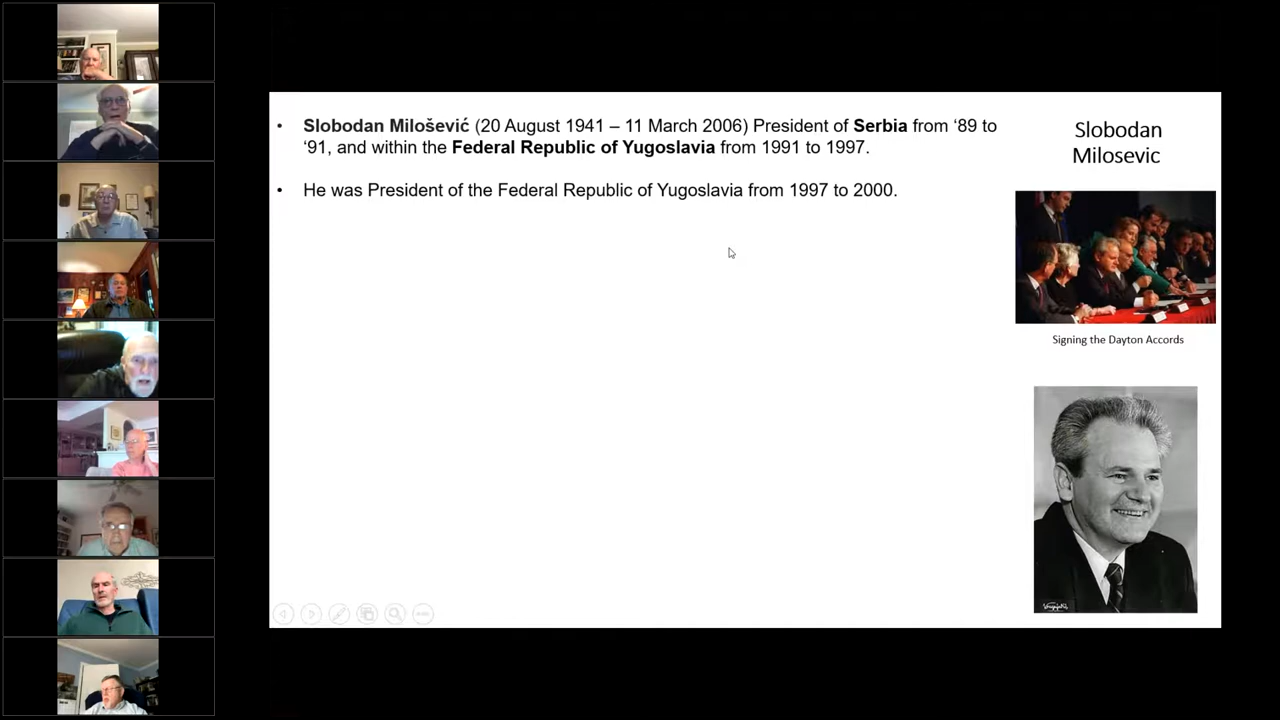 • Slobodan Milošević (20 August 1941 – 11 March 2006) President of Serbia from ‘89 to
‘91, and within the Federal Republic of Yugoslavia from 1991 to 1997.
• He was President of the Federal Republic of Yugoslavia from 1997 to 2000.
Slobodan
Milosevic
Signing the Dayton Accords